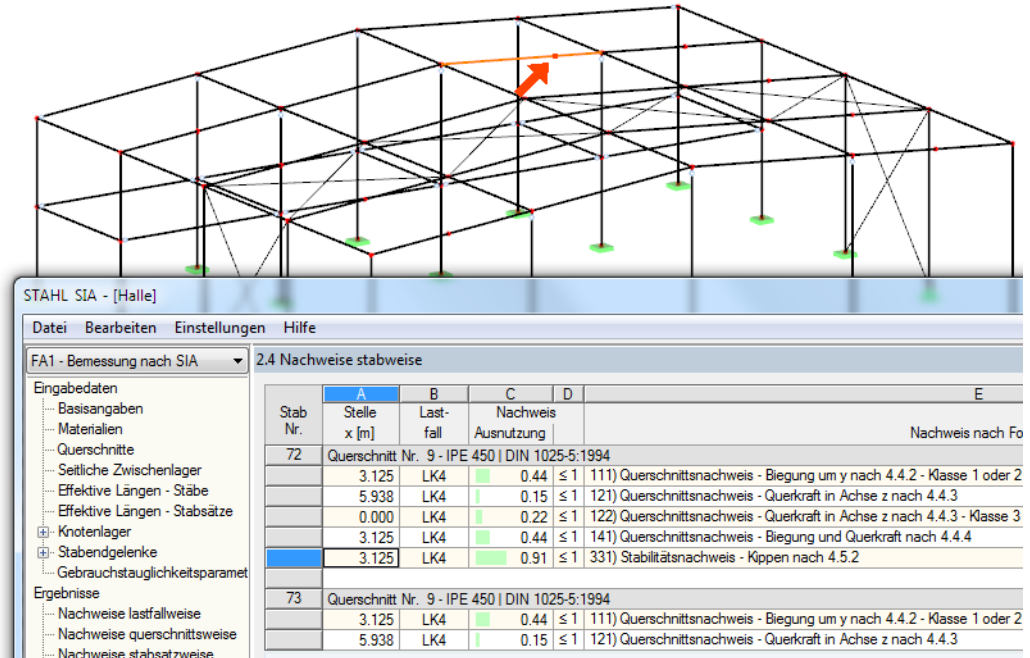 STAHL SIA - [Halle]
Datei Bearbeiten Einstellungen Hilfe
FA1 - Bemessung nach SIA
Eingabedaten
Basisangaben
Materialien
Querschnitte
Seitliche Zwischenlager
Effektive Längen - Stäbe
Effektive Längen - Stabsätze
Knotenlager
Stabendgelenke
Gebrauchstauglichkeitsparamet
Ergebnisse
Nachweise lastfallweise
Nachweise querschnittsweise
Nachweise stabsatzweise
2.4 Nachweise stabweise
A B C D E
Stab Stelle Last- Nachweis
Nr. x [m] fall Ausnutzung Nachweis nach Fo
72 Querschnitt Nr. 9 - IPE 450 | DIN 1025-5:1994
3.125 LK4 0.44 ≤ 1 111) Querschnittsnachweis - Biegung um y nach 4.4.2 - Klasse 1 oder 2
5.938 LK4 0.15 ≤ 1 121) Querschnittsnachweis - Querkraft in Achse z nach 4.4.3
0.000 LK4 0.22 ≤ 1 122) Querschnittsnachweis - Querkraft in Achse z nach 4.4.3 - Klasse 3
3.125 LK4 0.44 ≤ 1 141) Querschnittsnachweis - Biegung und Querkraft nach 4.4.4
3.125 LK4 0.91 ≤ 1 331) Stabilitätsnachweis - Kippen nach 4.5.2
73 Querschnitt Nr. 9 - IPE 450 | DIN 1025-5:1994
3.125 LK4 0.44 ≤ 1 111) Querschnittsnachweis - Biegung um y nach 4.4.2 - Klasse 1 oder 2
5.938 LK4 0.15 ≤ 1 121) Querschnittsnachweis - Querkraft in Achse z nach 4.4.3